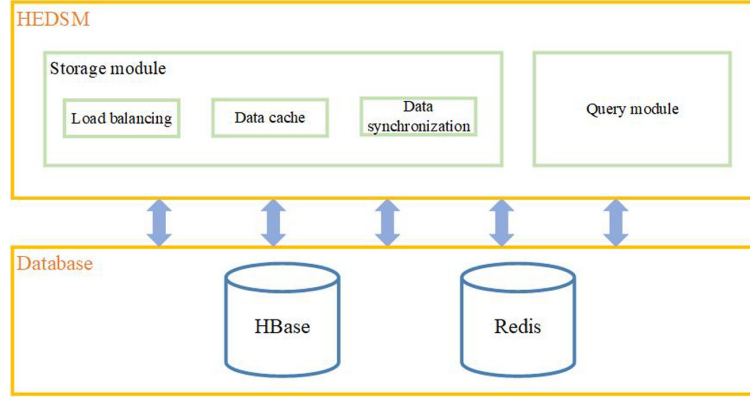 HEDSM
Storage module
Load balancing
Data cache
Data
synchronization
Query module
Database
HBase
Redis